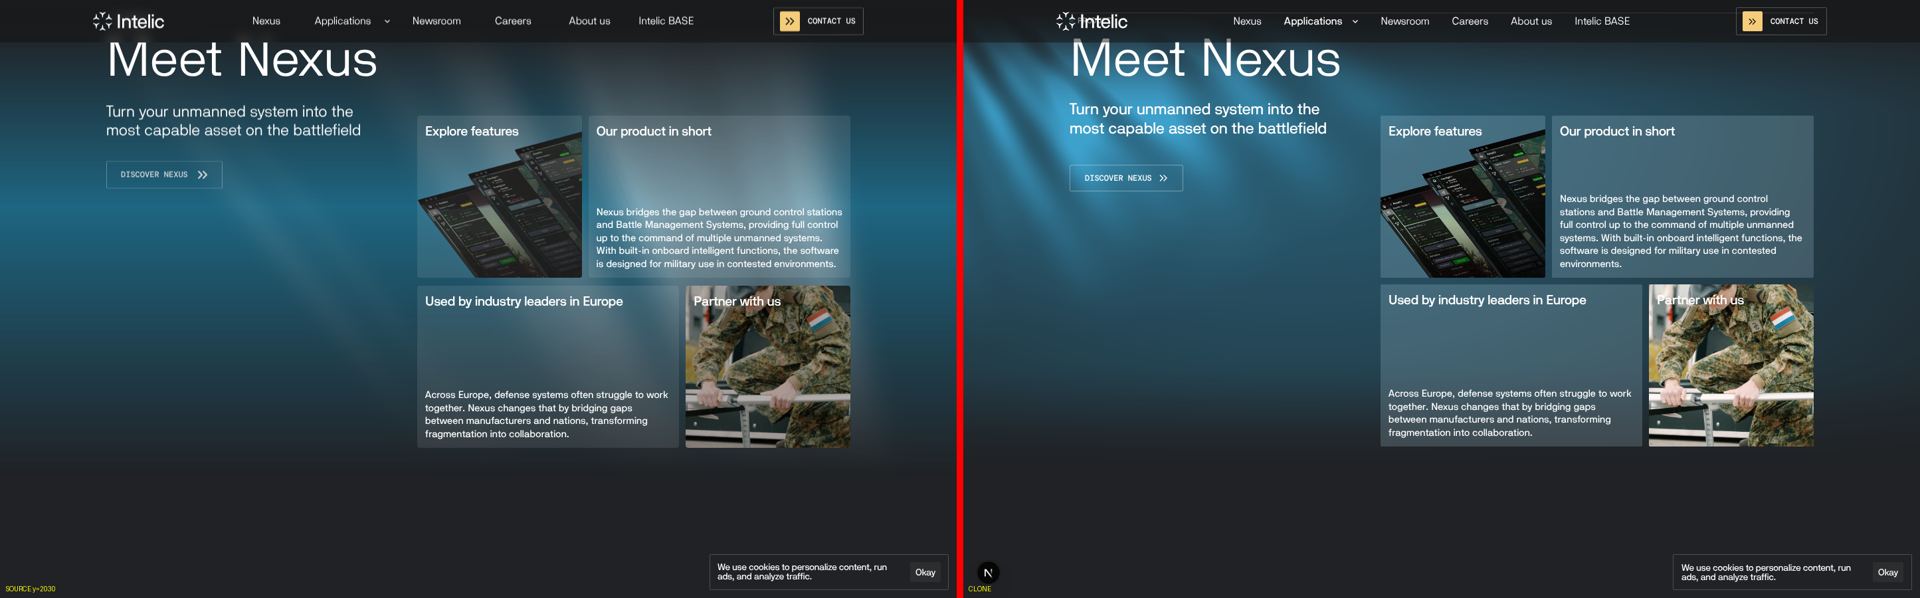 Intelic
Nexus
Applications
Newsroom
Careers
About us
Intelic BASE
CONTACT US
Meet Nexus
Turn your unmanned system into the
most capable asset on the battlefield
DISCOVER NEXUS
Explore features
Our product in short
Nexus bridges the gap between ground control stations
and Battle Management Systems, providing full control
up to the command of multiple unmanned systems.
With built-in onboard intelligent functions, the software
is designed for military use in contested environments.
Used by industry leaders in Europe
Across Europe, defense systems often struggle to work
together. Nexus changes that by bridging gaps
between manufacturers and nations, transforming
fragmentation into collaboration.
Partner with us
We use cookies to personalize content, run
ads, and analyze traffic.
Okay
SOURCE y=2030
Intelic
Nexus
Applications
Newsroom
Careers
About us
Intelic BASE
CONTACT US
Meet Nexus
Turn your unmanned system into the
most capable asset on the battlefield
DISCOVER NEXUS
Explore features
Our product in short
Nexus bridges the gap between ground control
stations and Battle Management Systems, providing
full control up to the command of multiple unmanned
systems. With built-in onboard intelligent functions, the
software is designed for military use in contested
environments.
Used by industry leaders in Europe
Across Europe, defense systems often struggle to work
together. Nexus changes that by bridging gaps
between manufacturers and nations, transforming
fragmentation into collaboration.
Partner with us
N
We use cookies to personalize content, run
ads, and analyze traffic.
Okay
CLONE